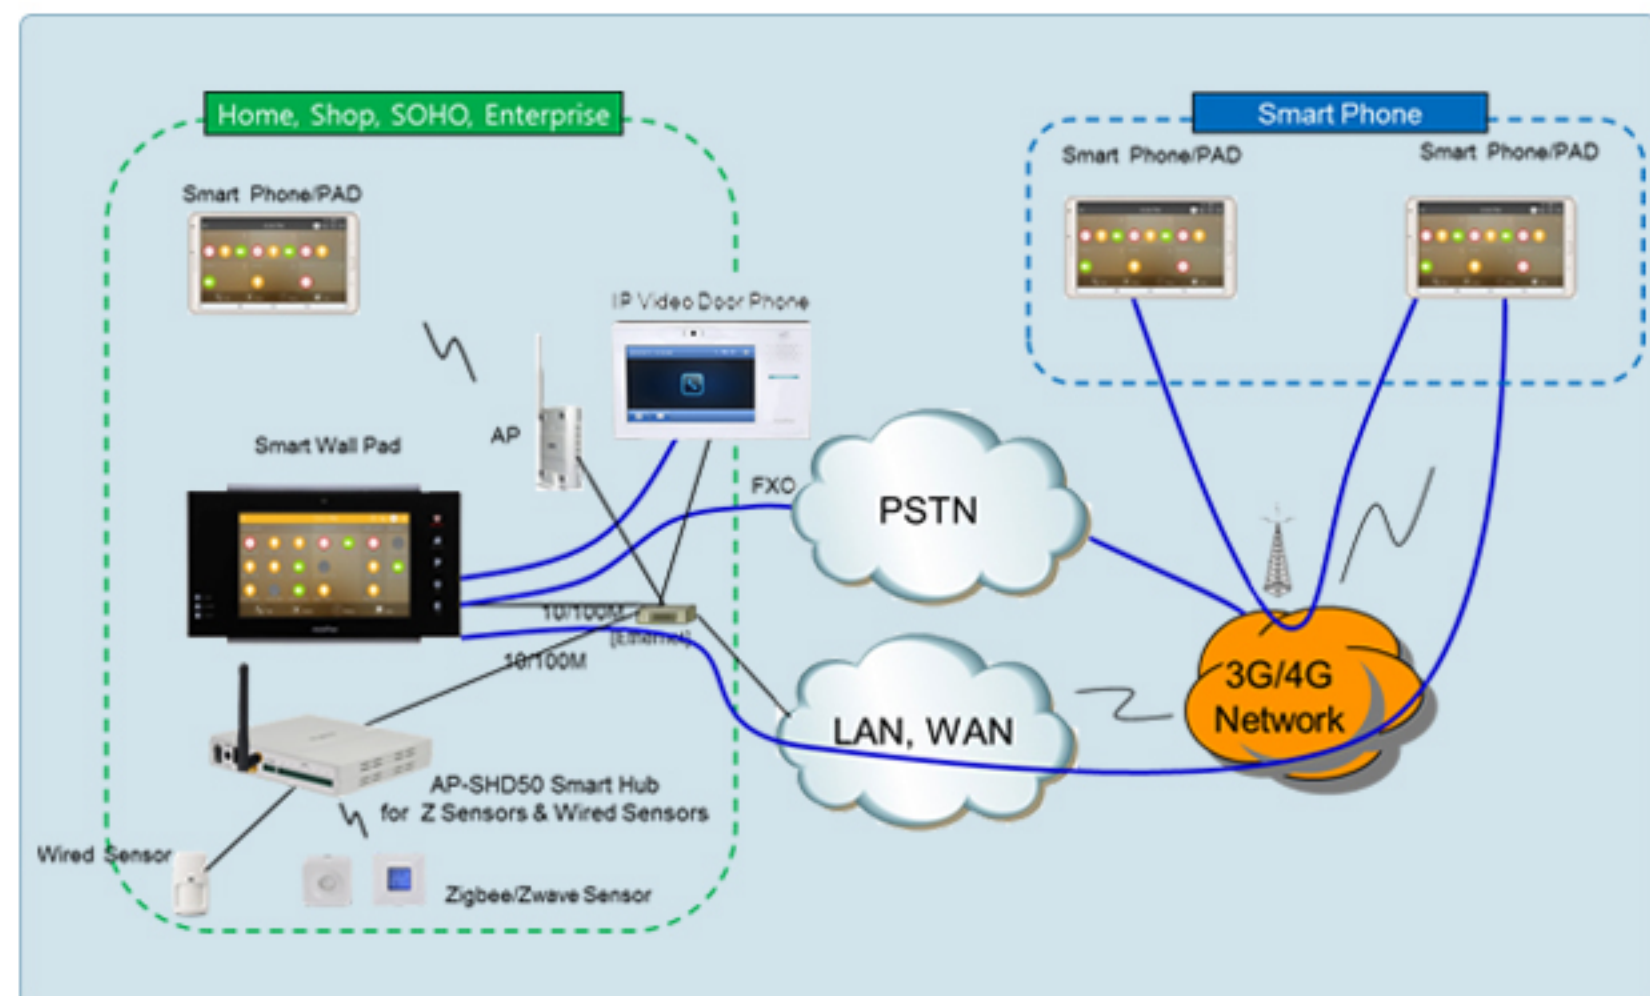 Home, Shop, SOHO, Enterprise
Smart Phone
Smart Phone/PAD
Smart Phone/PAD
Smart Phone/PAD
IP Video Door Phone
AP
Smart Wall Pad
FXO
PSTN
10/100M
[Ethernet]
10/100M
3G/4G
Network
LAN, WAN
AP-SHD50 Smart Hub
for Z Sensors & Wired Sensors
Wired Sensor
Zigbee/Zwave Sensor